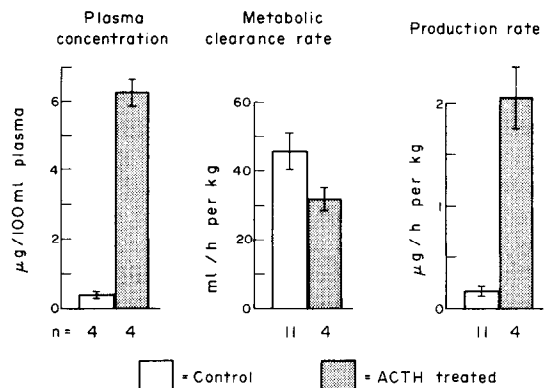 Plasma
concentration
Metabolic
clearance rate
Production rate
µg/100ml plasma
6
4
2
0
ml/h per kg
60
40
20
0
µg/h per kg
2
1
0
n= 4 4
11 4
11 4
= Control
= ACTH treated